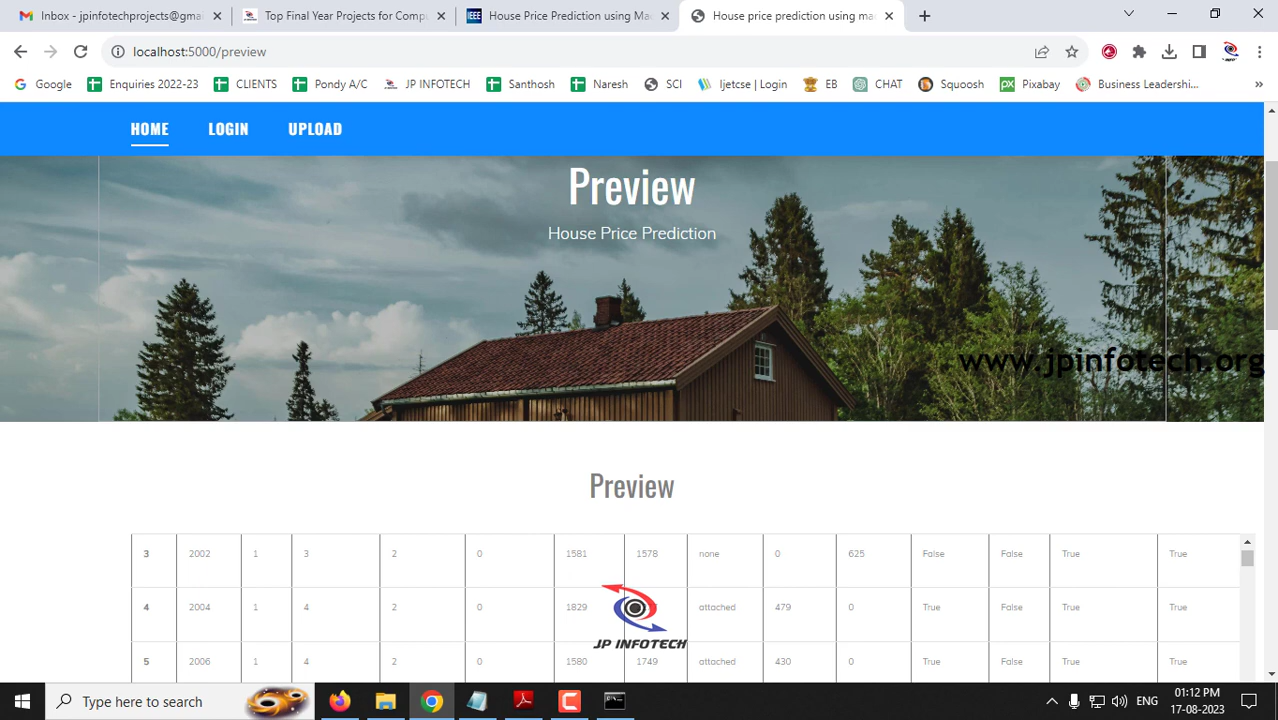 Inbox - jpinfotechprojects@gmai
Top Final Year Projects for Compu
House Price Prediction using Mac
House price prediction using mac
localhost:5000/preview
Google
Enquiries 2022-23
CLIENTS
Pondy A/C
JP INFOTECH
Santhosh
Naresh
SCI
Ijetcse | Login
EB
CHAT
Squoosh
Pixabay
Business Leadershi...
»
HOME LOGIN UPLOAD
Preview
House Price Prediction
www.jpinfotech.org
Preview
3 2002 1 3 2 0 1581 1578 none 0 625 False False True True
4 2004 1 4 2 0 1829 attached 479 0 True False True True
JP INFOTECH
5 2006 1 4 2 0 1580 1749 attached 430 0 True False True True
Type here to search
ENG
01:12 PM
17-08-2023